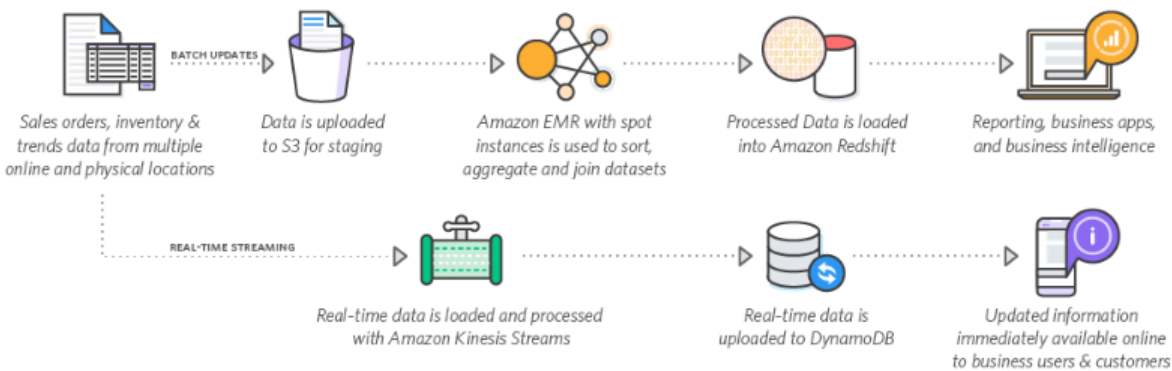 BATCH UPDATES
Sales orders, inventory &
trends data from multiple
online and physical locations
Data is uploaded
to S3 for staging
Amazon EMR with spot
instances is used to sort,
aggregate and join datasets
Processed Data is loaded
into Amazon Redshift
Reporting, business apps,
and business intelligence
REAL-TIME STREAMING
Real-time data is loaded and processed
with Amazon Kinesis Streams
Real-time data is
uploaded to DynamoDB
Updated information
immediately available online
to business users & customers